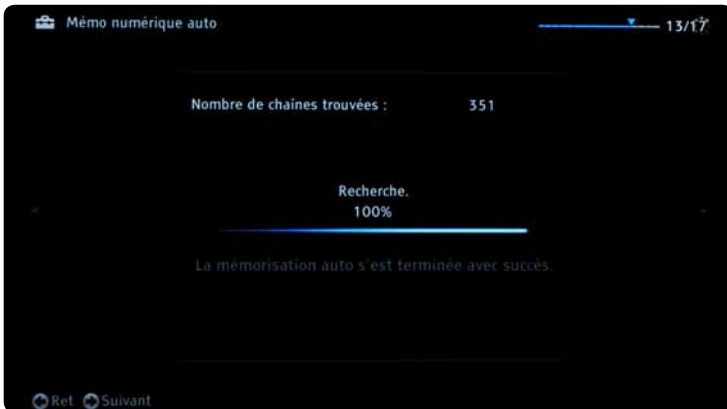 Mémo numérique auto
13/17
Nombre de chaînes trouvées : 351
Recherche.
100%
La mémorisation auto s'est terminée avec succès.
Ret Suivant